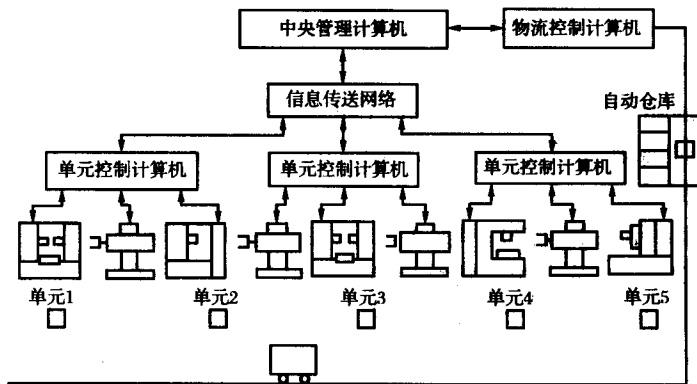 中央管理计算机
物流控制计算机
信息传送网络
自动仓库
单元控制计算机
单元控制计算机
单元控制计算机
单元1
单元2
单元3
单元4
单元5